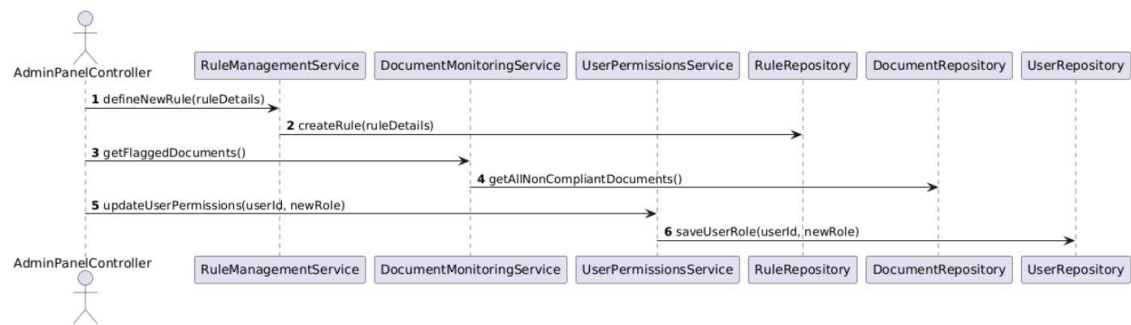 AdminPanelController
RuleManagementService
DocumentMonitoringService
UserPermissionsService
RuleRepository
DocumentRepository
UserRepository
1 defineNewRule(ruleDetails)
2 createRule(ruleDetails)
3 getFlaggedDocuments()
4 getAllNonCompliantDocuments()
5 updateUserPermissions(userId, newRole)
6 saveUserRole(userId, newRole)
AdminPanelController
RuleManagementService
DocumentMonitoringService
UserPermissionsService
RuleRepository
DocumentRepository
UserRepository